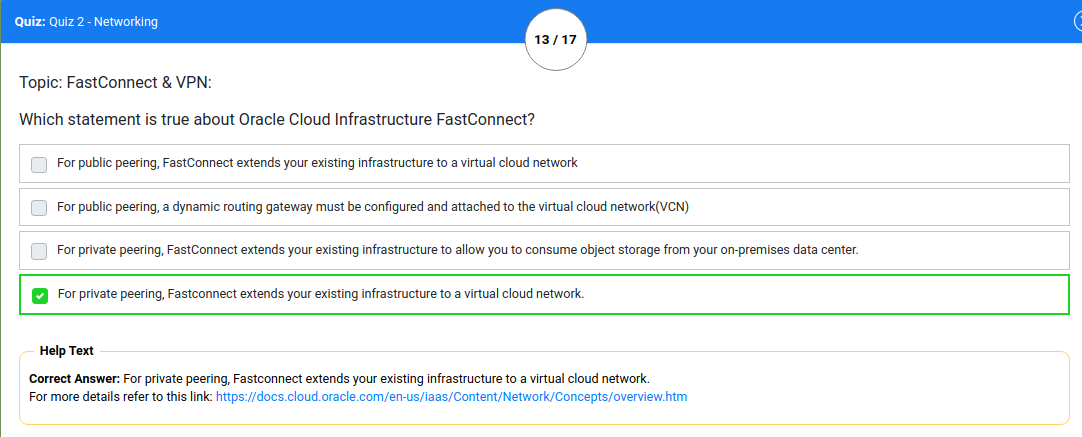 Quiz: Quiz 2 - Networking
13 / 17
Topic: FastConnect & VPN:
Which statement is true about Oracle Cloud Infrastructure FastConnect?
For public peering, FastConnect extends your existing infrastructure to a virtual cloud network
For public peering, a dynamic routing gateway must be configured and attached to the virtual cloud network(VCN)
For private peering, FastConnect extends your existing infrastructure to allow you to consume object storage from your on-premises data center.
For private peering, Fastconnect extends your existing infrastructure to a virtual cloud network.
Help Text
Correct Answer: For private peering, Fastconnect extends your existing infrastructure to a virtual cloud network.
For more details refer to this link: https://docs.cloud.oracle.com/en-us/iaas/Content/Network/Concepts/overview.htm